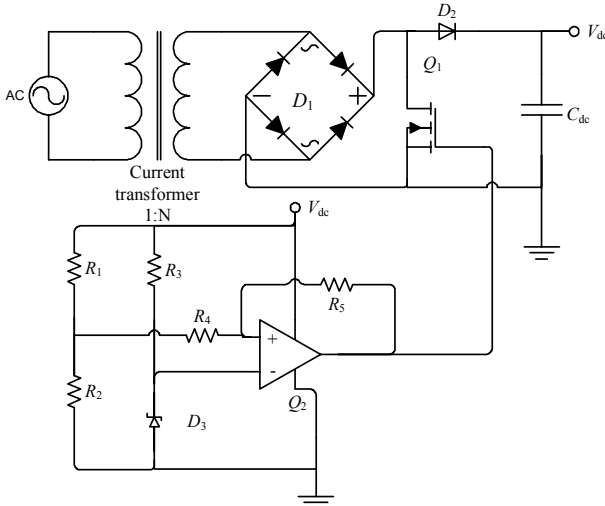 D2
Vdc
Q1
AC
D1
Cdc
Current
transformer
1:N
Vdc
R1
R3
R5
R4
+
-
R2
Q2
D3